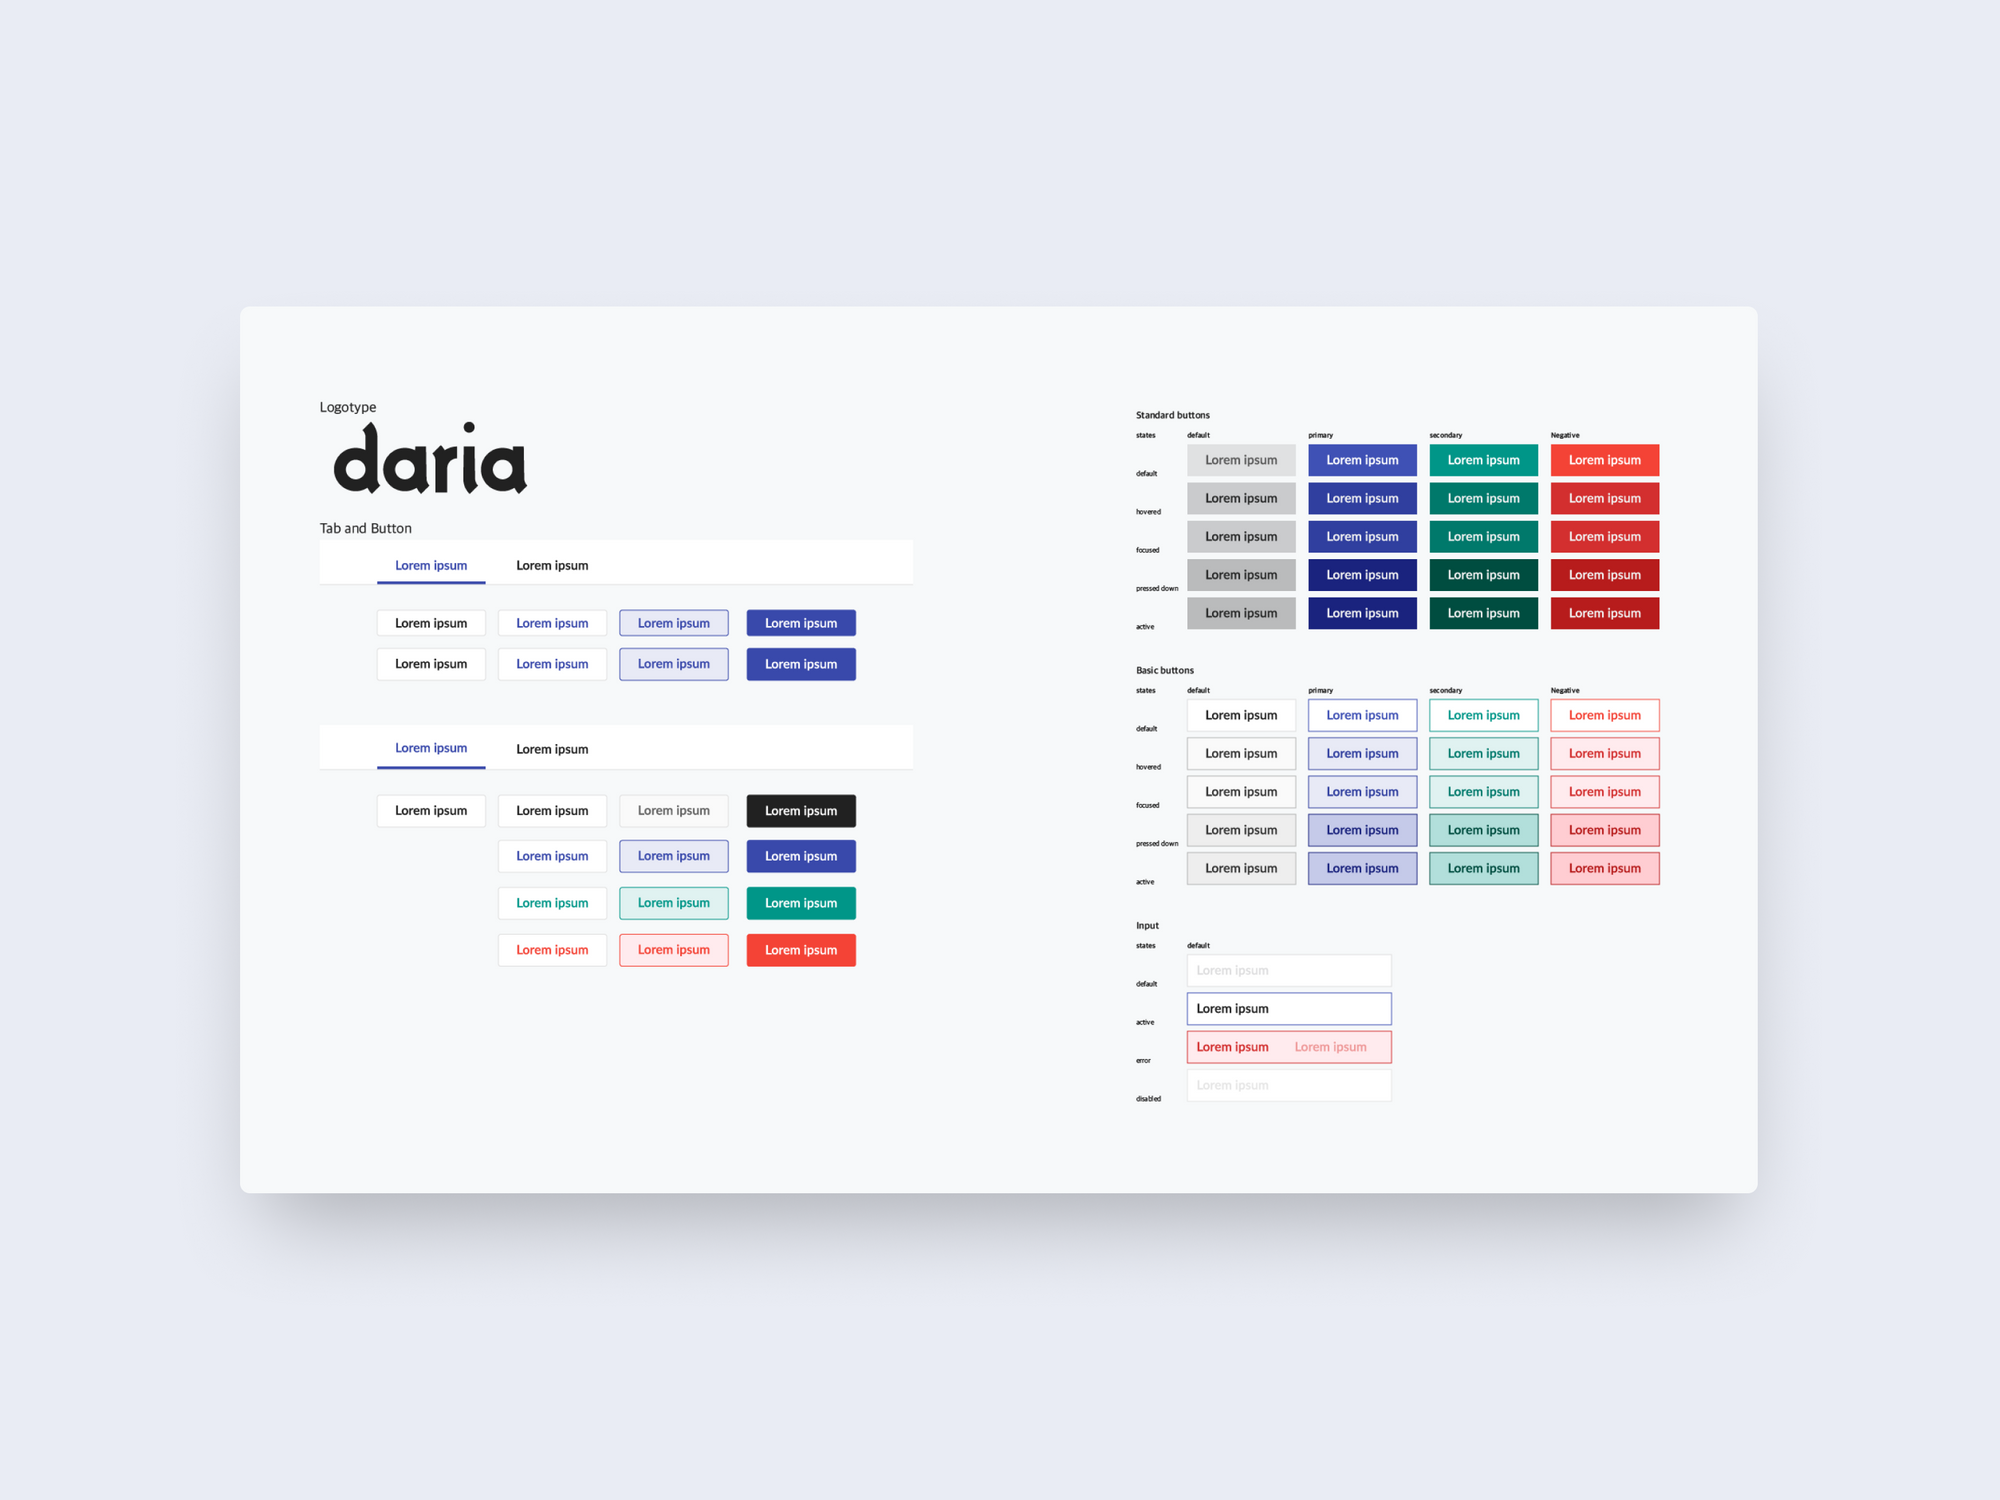 Logotype
daria
Tab and Button
Lorem ipsum Lorem ipsum
Lorem ipsum Lorem ipsum Lorem ipsum Lorem ipsum
Lorem ipsum Lorem ipsum Lorem ipsum Lorem ipsum
Lorem ipsum Lorem ipsum
Lorem ipsum Lorem ipsum Lorem ipsum Lorem ipsum
Lorem ipsum Lorem ipsum Lorem ipsum
Lorem ipsum Lorem ipsum Lorem ipsum
Lorem ipsum Lorem ipsum Lorem ipsum
Standard buttons
states default primary secondary Negative
default Lorem ipsum Lorem ipsum Lorem ipsum Lorem ipsum
hovered Lorem ipsum Lorem ipsum Lorem ipsum Lorem ipsum
focused Lorem ipsum Lorem ipsum Lorem ipsum Lorem ipsum
pressed down Lorem ipsum Lorem ipsum Lorem ipsum Lorem ipsum
active Lorem ipsum Lorem ipsum Lorem ipsum Lorem ipsum
Basic buttons
states default primary secondary Negative
default Lorem ipsum Lorem ipsum Lorem ipsum Lorem ipsum
hovered Lorem ipsum Lorem ipsum Lorem ipsum Lorem ipsum
focused Lorem ipsum Lorem ipsum Lorem ipsum Lorem ipsum
pressed down Lorem ipsum Lorem ipsum Lorem ipsum Lorem ipsum
active Lorem ipsum Lorem ipsum Lorem ipsum Lorem ipsum
Input
states default
default Lorem ipsum
active Lorem ipsum
error Lorem ipsum Lorem ipsum
disabled Lorem ipsum